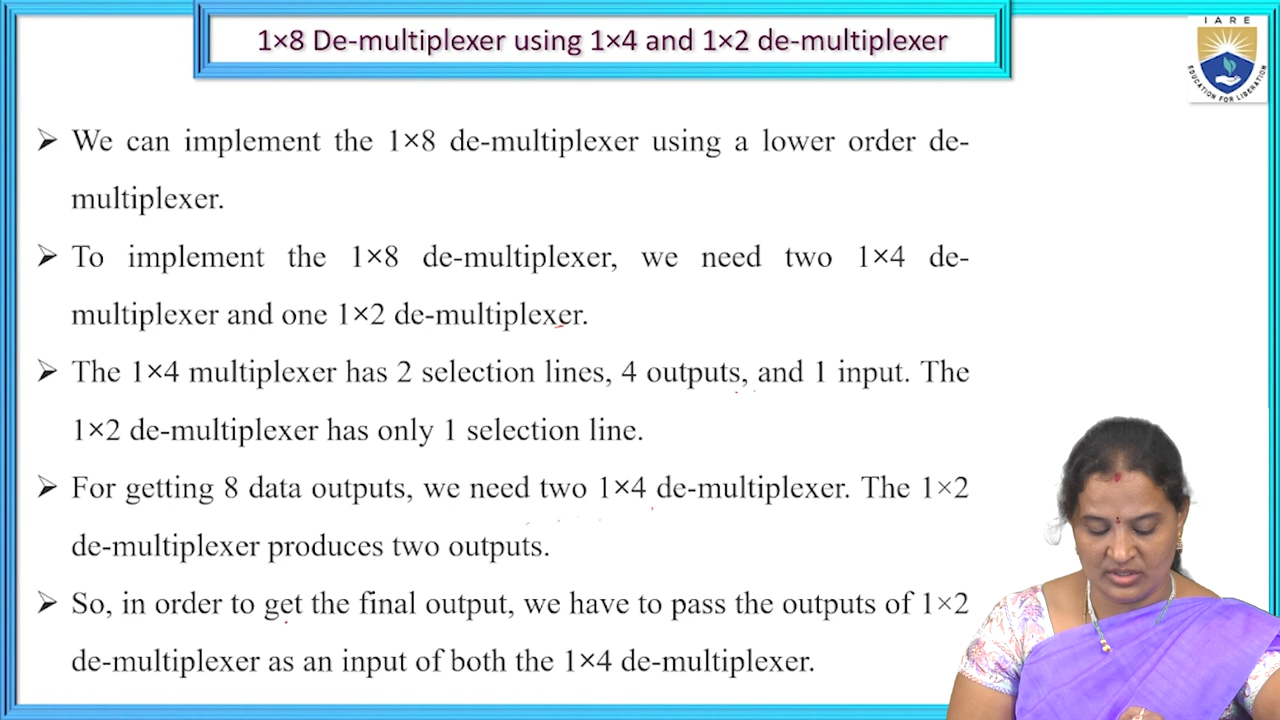 1×8 De-multiplexer using 1×4 and 1×2 de-multiplexer
I A R E
EDUCATION FOR LIBERATION
➢ We can implement the 1×8 de-multiplexer using a lower order de-
multiplexer.
➢ To implement the 1×8 de-multiplexer, we need two 1×4 de-
multiplexer and one 1×2 de-multiplexer.
➢ The 1×4 multiplexer has 2 selection lines, 4 outputs, and 1 input. The
1×2 de-multiplexer has only 1 selection line.
➢ For getting 8 data outputs, we need two 1×4 de-multiplexer. The 1×2
de-multiplexer produces two outputs.
➢ So, in order to get the final output, we have to pass the outputs of 1×2
de-multiplexer as an input of both the 1×4 de-multiplexer.